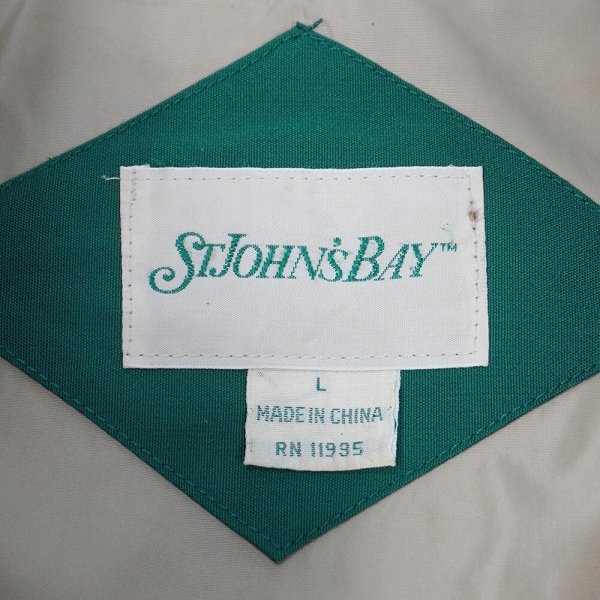 ST JOHN'S BAY™
L
MADE IN CHINA
RN 11935